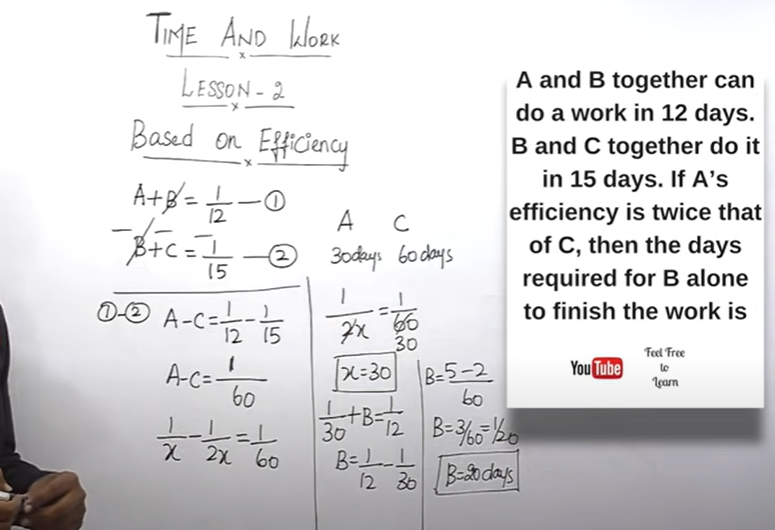 TIME AND WORK
x
LESSON-2
x
Based on Efficiency
x
A+B = 1/12 — ①
B+C = 1/15 — ②
①-② A-C = 1/12 - 1/15
A-C = 1/60
1/x - 1/2x = 1/60
A C
30days 60days
1/2x = 1/60
30
x=30
1/30 + B = 1/12
B = 1/12 - 1/30
B = 5-2/60
B = 3/60 = 1/20
B=20days
A and B together can
do a work in 12 days.
B and C together do it
in 15 days. If A’s
efficiency is twice that
of C, then the days
required for B alone
to finish the work is
YouTube
Feel Free
to
Learn